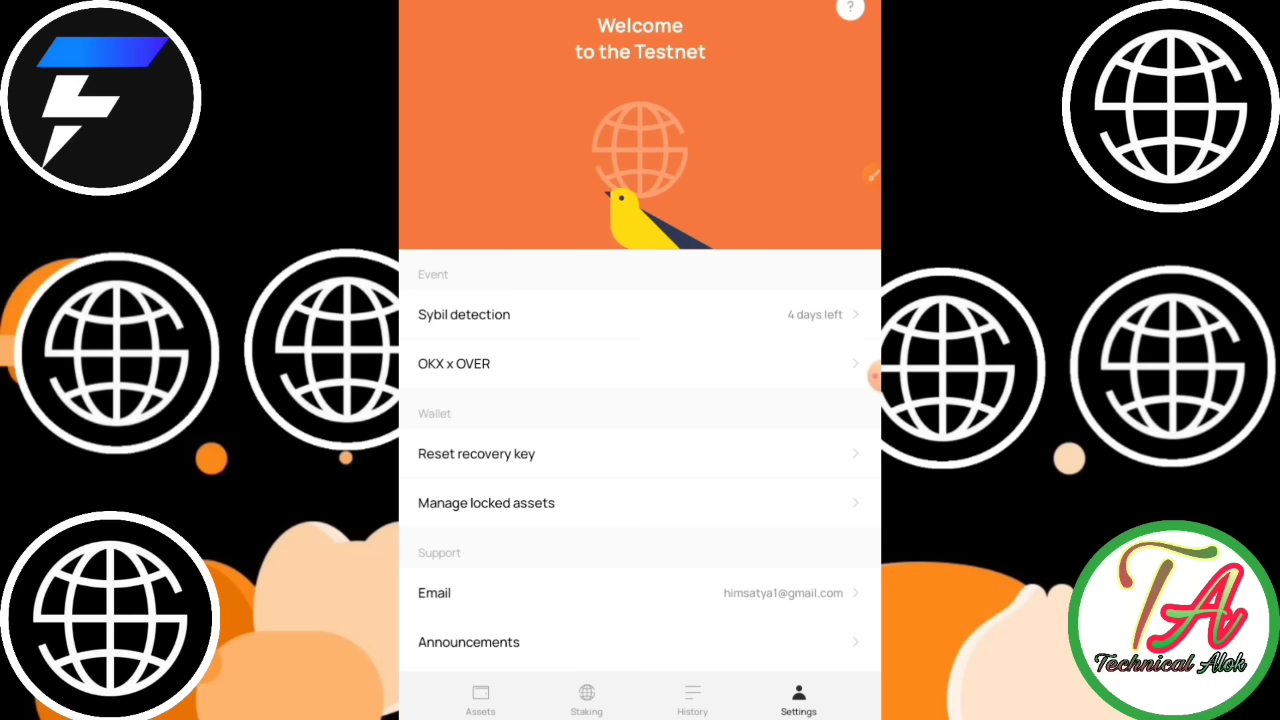 ?
Welcome
to the Testnet
Event
Sybil detection 4 days left
OKX x OVER
Wallet
Reset recovery key
Manage locked assets
Support
Email himsatya1@gmail.com
Announcements
Assets Staking History Settings
TA
Technical Alok